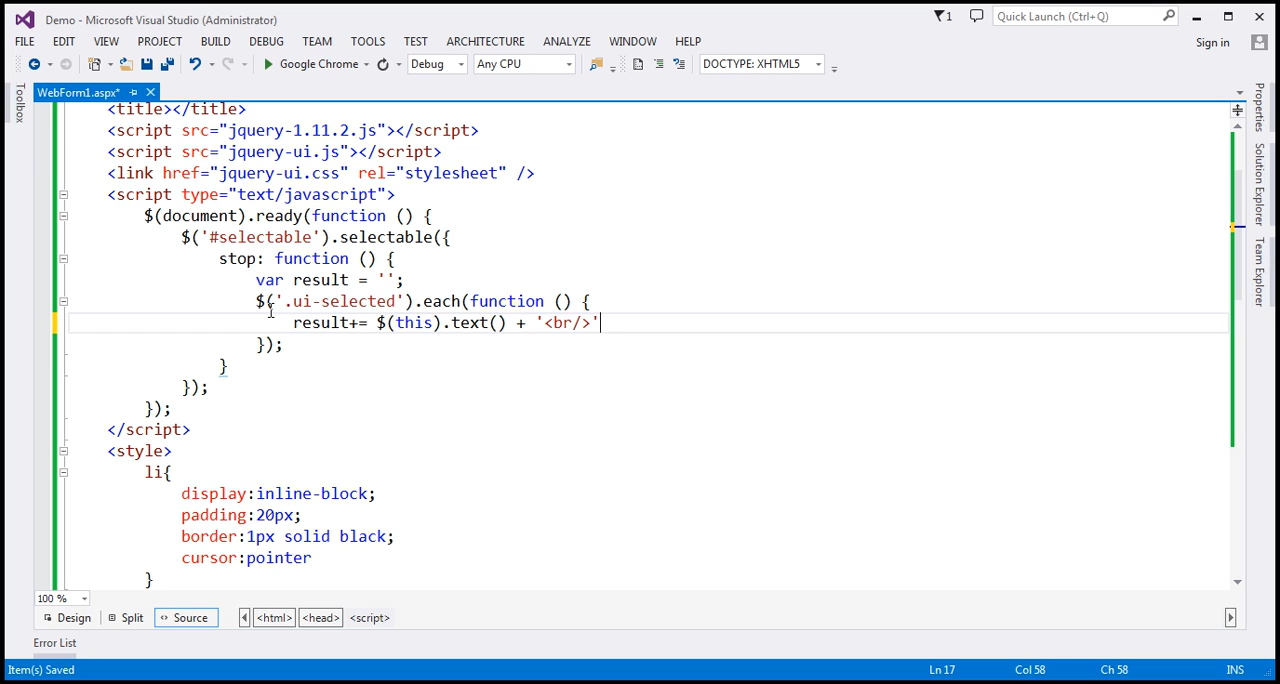 Demo - Microsoft Visual Studio (Administrator)
1
Quick Launch (Ctrl+Q)
FILE EDIT VIEW PROJECT BUILD DEBUG TEAM TOOLS TEST ARCHITECTURE ANALYZE WINDOW HELP
Sign in
Google Chrome Debug Any CPU DOCTYPE: XHTML5
WebForm1.aspx*
Toolbox
Properties
Solution Explorer
Team Explorer
<title></title>
<script src="jquery-1.11.2.js"></script>
<script src="jquery-ui.js"></script>
<link href="jquery-ui.css" rel="stylesheet" />
<script type="text/javascript">
$(document).ready(function () {
$('#selectable').selectable({
stop: function () {
var result = '';
$('.ui-selected').each(function () {
result+= $(this).text() + '<br/>'
});
}
});
});
</script>
<style>
li{
display:inline-block;
padding:20px;
border:1px solid black;
cursor:pointer
}
100 %
Design Split Source <html> <head> <script>
Error List
Item(s) Saved Ln 17 Col 58 Ch 58 INS